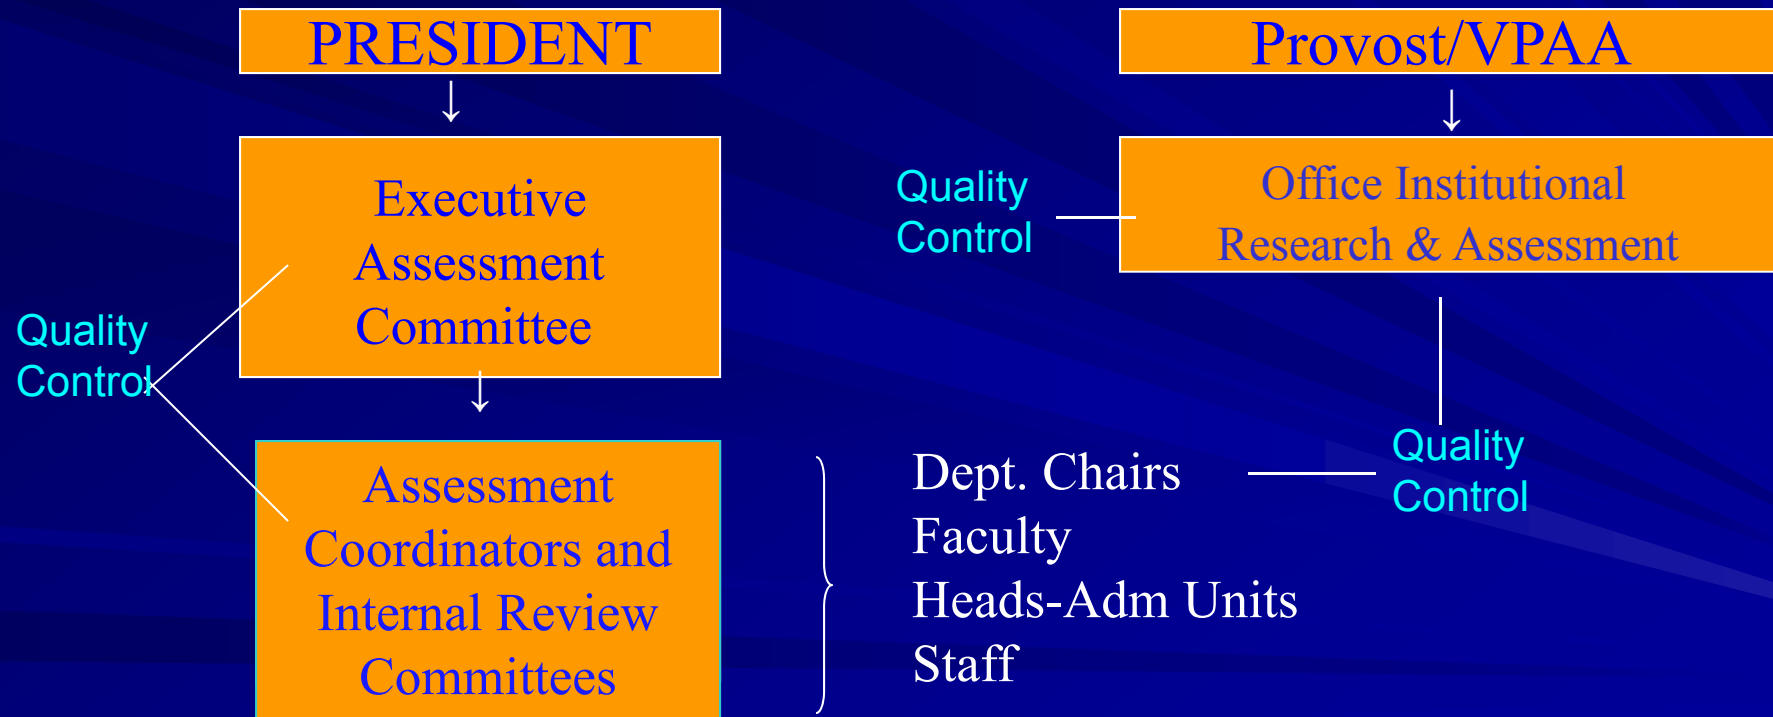 PRESIDENT
↓
Executive
Assessment
Committee
↓
Quality
Control
Assessment
Coordinators and
Internal Review
Committees
Dept. Chairs
Faculty
Heads-Adm Units
Staff
Provost/VPAA
↓
Office Institutional
Research & Assessment
Quality
Control
Quality
Control